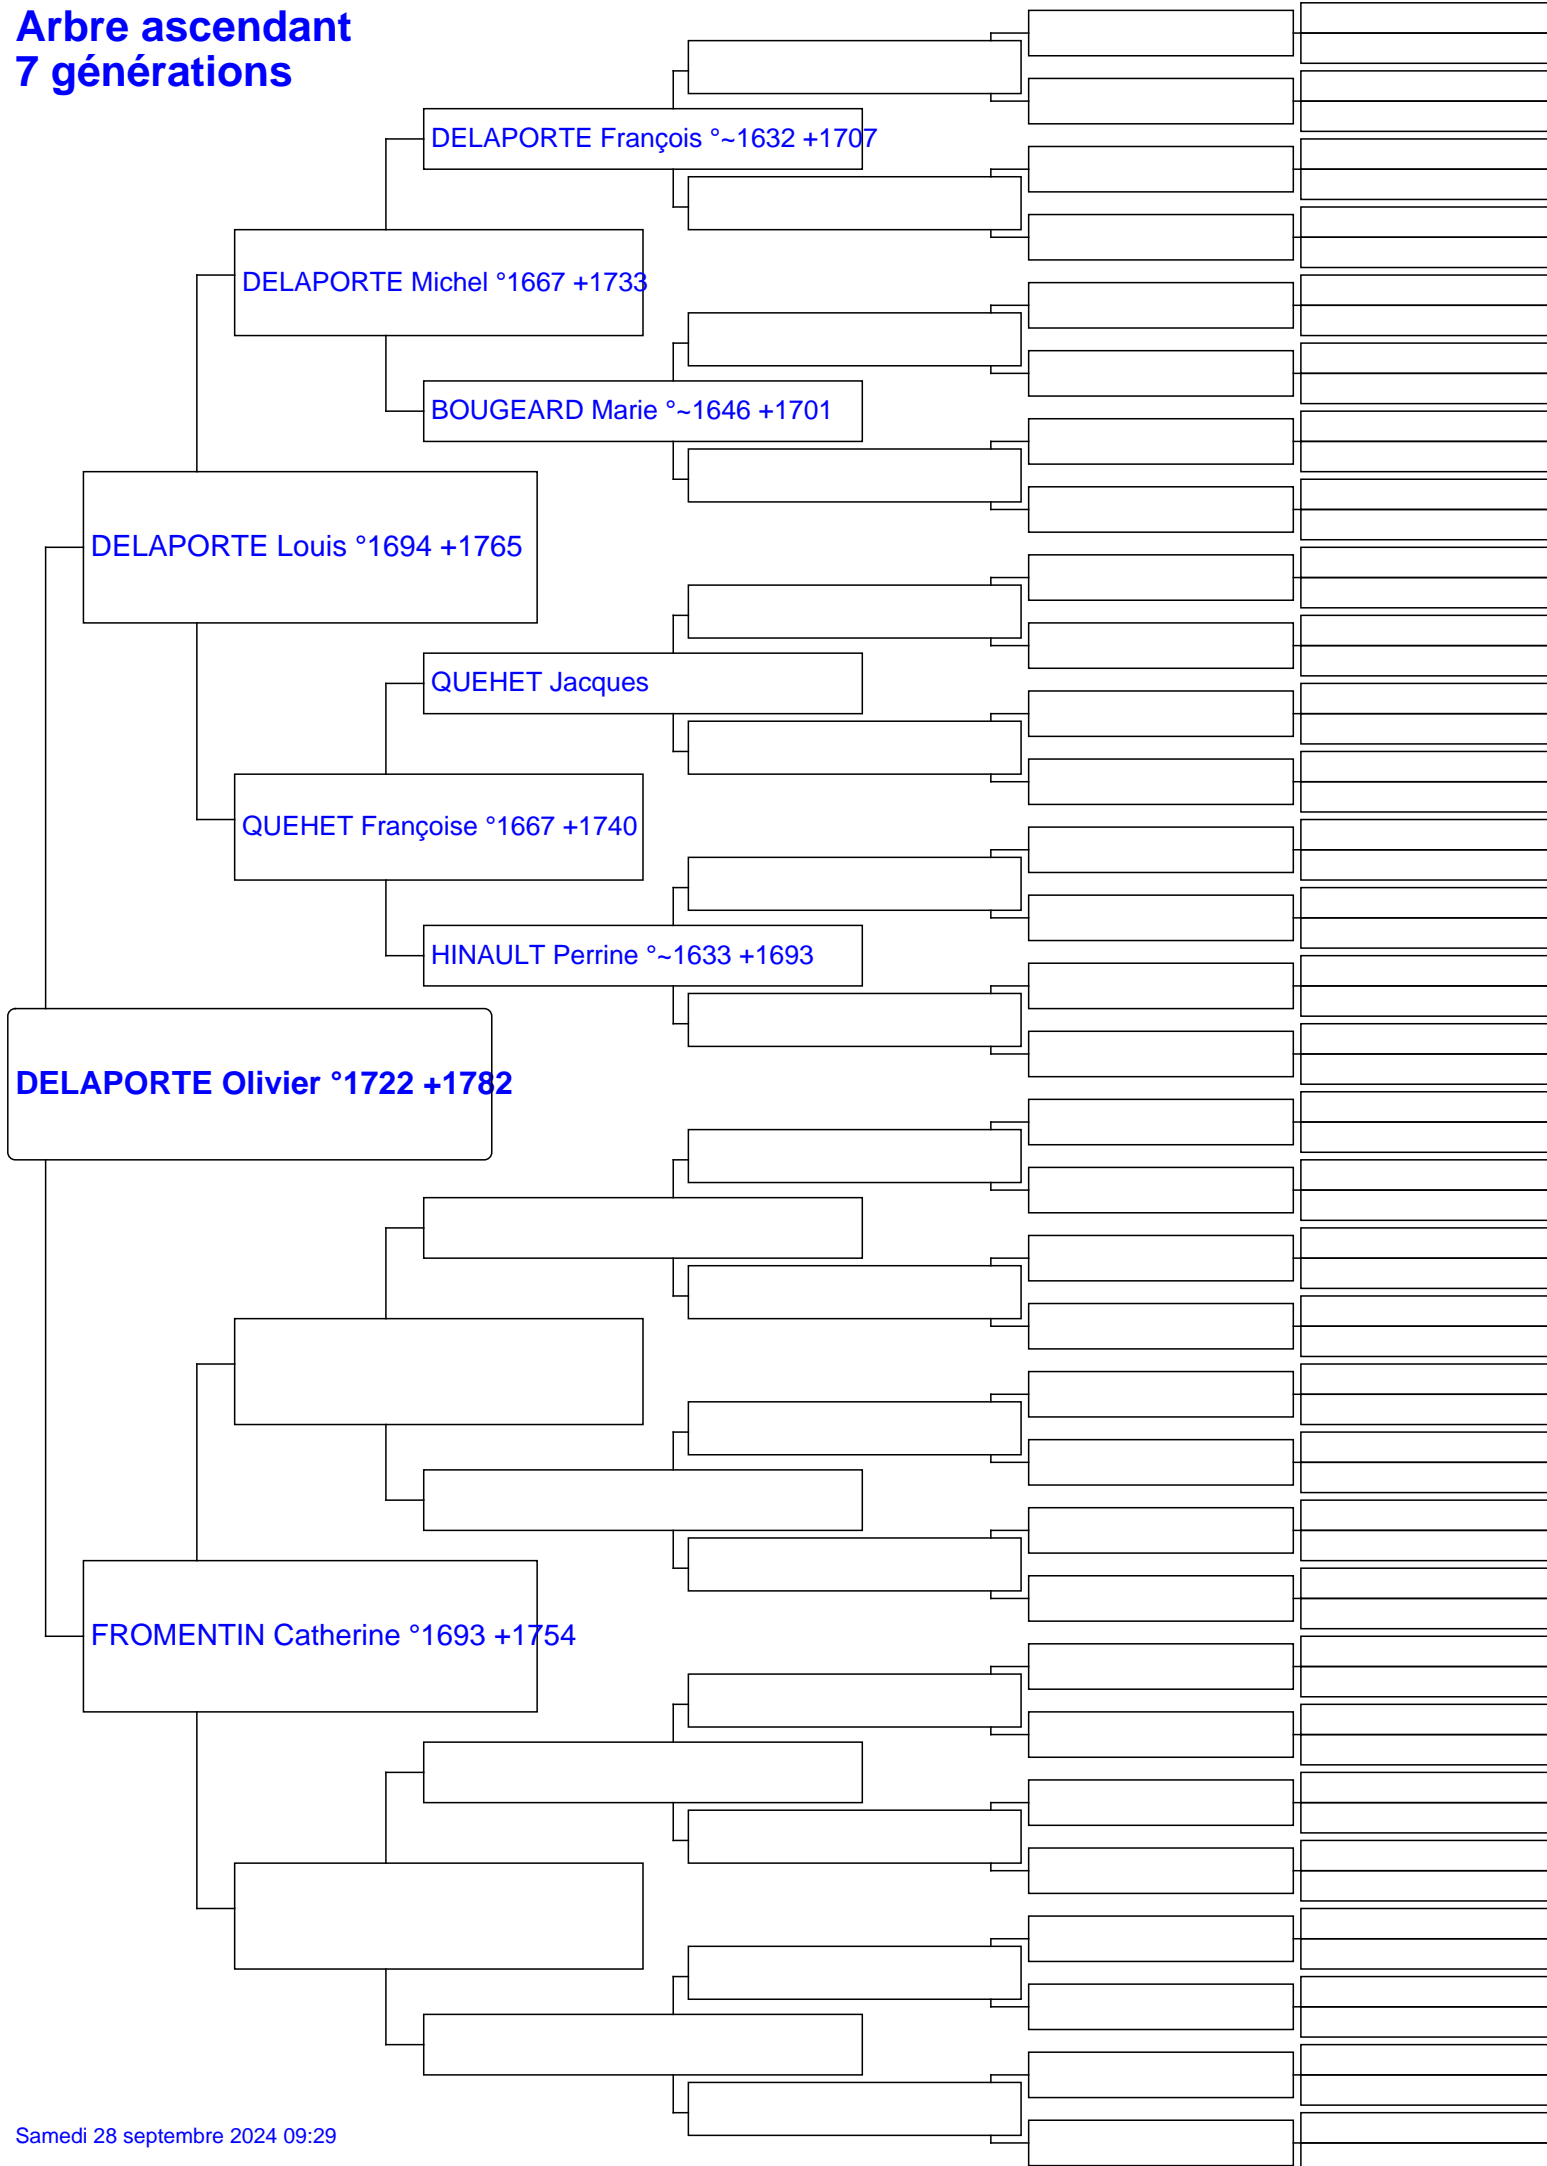 Arbre ascendant
7 générations
DELAPORTE François °~1632 +1707
DELAPORTE Michel °1667 +1733
BOUGEARD Marie °~1646 +1701
DELAPORTE Louis °1694 +1765
QUEHET Jacques
QUEHET Françoise °1667 +1740
HINAULT Perrine °~1633 +1693
DELAPORTE Olivier °1722 +1782
FROMENTIN Catherine °1693 +1754
Samedi 28 septembre 2024 09:29